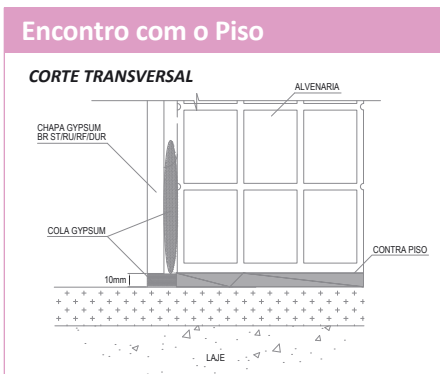 Encontro com o Piso
CORTE TRANSVERSAL
ALVENARIA
CHAPA GYPSUM
BR ST/RU/RF/DUR
COLA GYPSUM
CONTRA PISO
10mm
LAJE